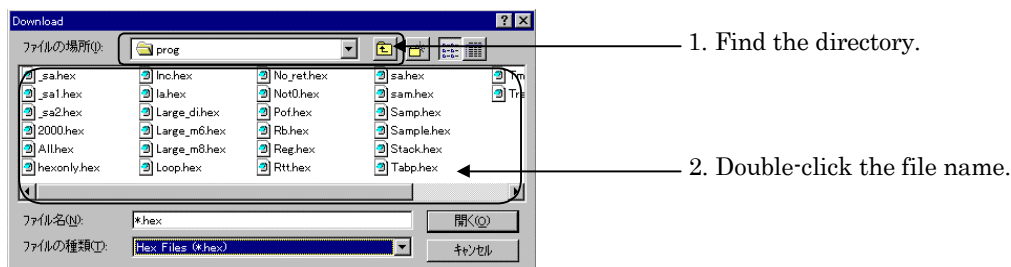 Download
ファイルの場所(I):
prog
1. Find the directory.
_sa.hex
Inc.hex
No_ret.hex
sa.hex
_sa1.hex
Ia.hex
Not0.hex
sam.hex
_sa2.hex
Large_di.hex
Pof.hex
Samp.hex
2000.hex
Large_m6.hex
Rb.hex
Sample.hex
All.hex
Large_m8.hex
Reg.hex
Stack.hex
hexonly.hex
Loop.hex
Rtt.hex
Tabp.hex
2. Double-click the file name.
ファイル名(N):
*.hex
開く(O)
ファイルの種類(T):
Hex Files (*.hex)
キャンセル